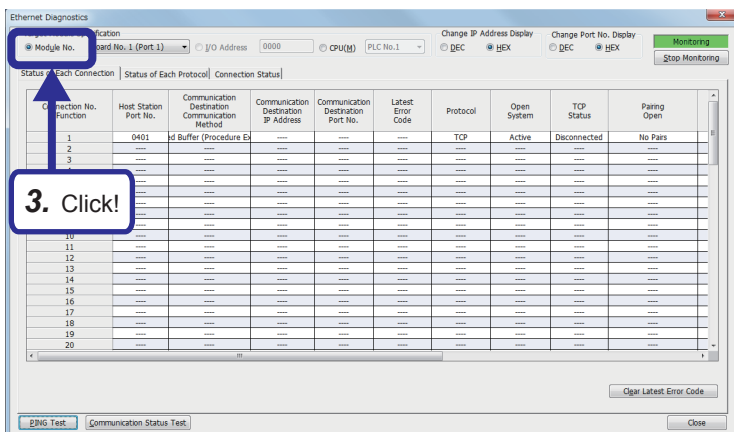 Ethernet Diagnostics
Module No. oard No. 1 (Port 1) I/O Address 0000 CPU(M) PLC No.1
Change IP Address Display
DEC HEX
Change Port No. Display
DEC HEX
Monitoring
Stop Monitoring
Status of Each Connection Status of Each Protocol Connection Status
Connection No. Function Host Station Port No. Communication Destination Communication Method Communication Destination IP Address Communication Destination Port No. Latest Error Code Protocol Open System TCP Status Pairing Open
1 0401 ed Buffer (Procedure Ex ---- ---- ---- TCP Active Disconnected No Pairs
2 ---- ---- ---- ---- ---- ---- ---- ---- ----
3 ---- ---- ---- ---- ---- ---- ---- ---- ----
3. Click!
10 ---- ---- ---- ---- ---- ---- ---- ---- ----
11 ---- ---- ---- ---- ---- ---- ---- ---- ----
12 ---- ---- ---- ---- ---- ---- ---- ---- ----
13 ---- ---- ---- ---- ---- ---- ---- ---- ----
14 ---- ---- ---- ---- ---- ---- ---- ---- ----
15 ---- ---- ---- ---- ---- ---- ---- ---- ----
16 ---- ---- ---- ---- ---- ---- ---- ---- ----
17 ---- ---- ---- ---- ---- ---- ---- ---- ----
18 ---- ---- ---- ---- ---- ---- ---- ---- ----
19 ---- ---- ---- ---- ---- ---- ---- ---- ----
20 ---- ---- ---- ---- ---- ---- ---- ---- ----
Clear Latest Error Code
PING Test Communication Status Test Close